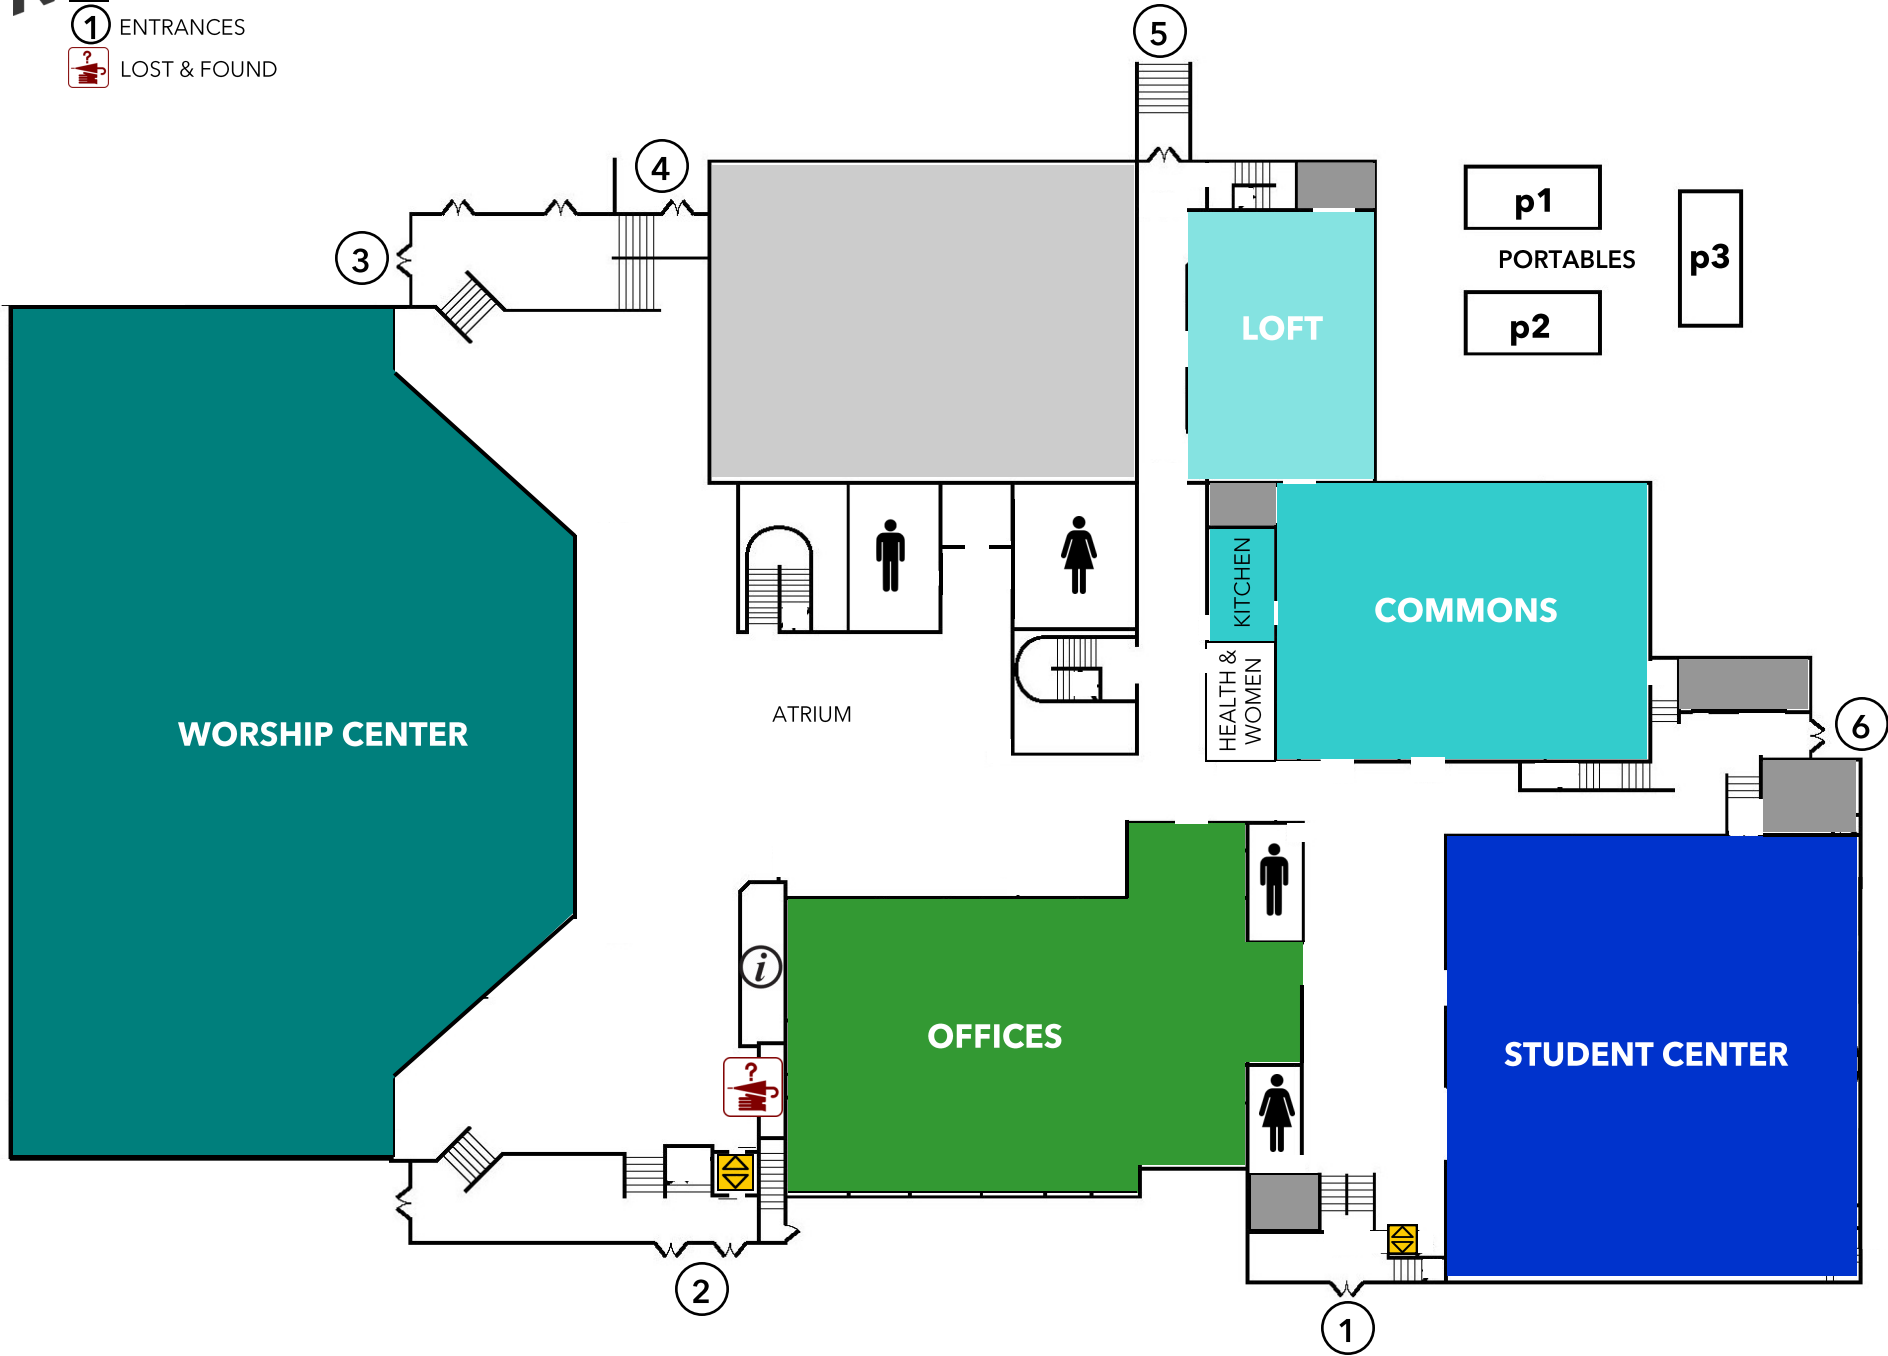 1 ENTRANCES
? LOST & FOUND
5
4
3
p1
PORTABLES
p3
p2
LOFT
KITCHEN
COMMONS
HEALTH &
WOMEN
ATRIUM
WORSHIP CENTER
6
i
OFFICES
STUDENT CENTER
?
2
1